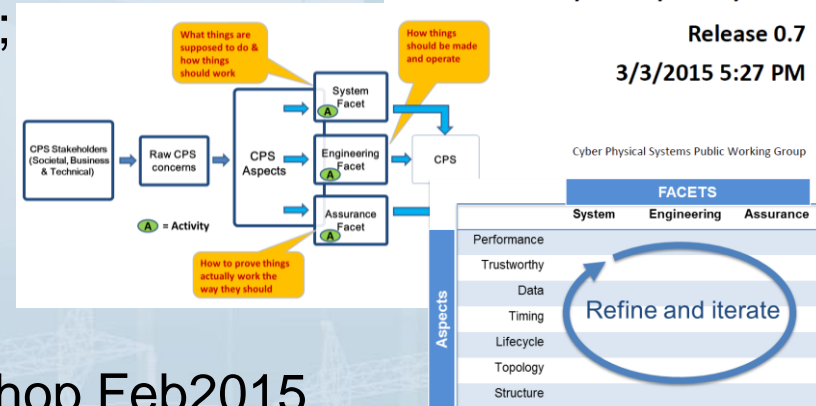 ;
What things are
supposed to do &
how things
should work
How things
should be made
and operate
Release 0.7
3/3/2015 5:27 PM
System
Facet
A
CPS Stakeholders
(Societal, Business
& Technical)
Raw CPS
concerns
CPS
Aspects
Engineering
Facet
A
CPS
Cyber Physical Systems Public Working Group
Assurance
Facet
A
A = Activity
How to prove things
actually work the
way they should
FACETS
System Engineering Assurance
Aspects
Performance
Trustworthy
Data
Timing
Lifecycle
Topology
Structure
Refine and iterate
hop Feb2015